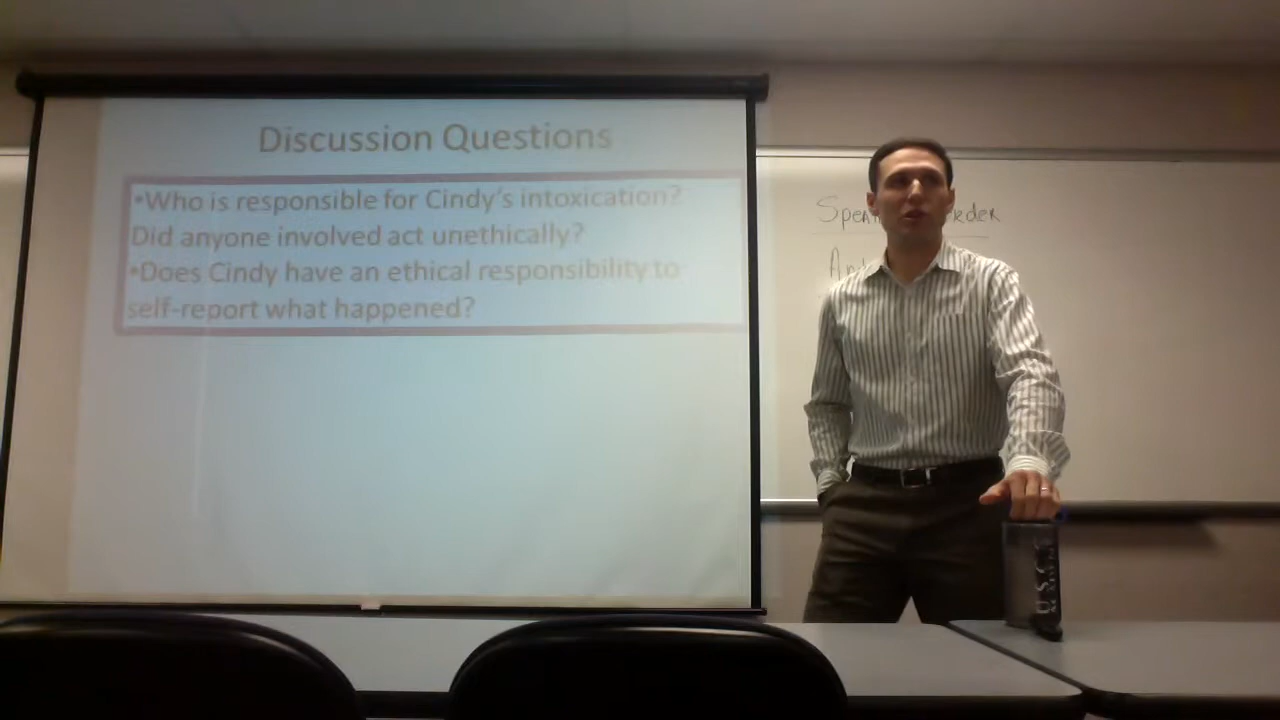 Discussion Questions
•Who is responsible for Cindy's intoxication?
Did anyone involved act unethically?
•Does Cindy have an ethical responsibility to
self-report what happened?
U.S.C.